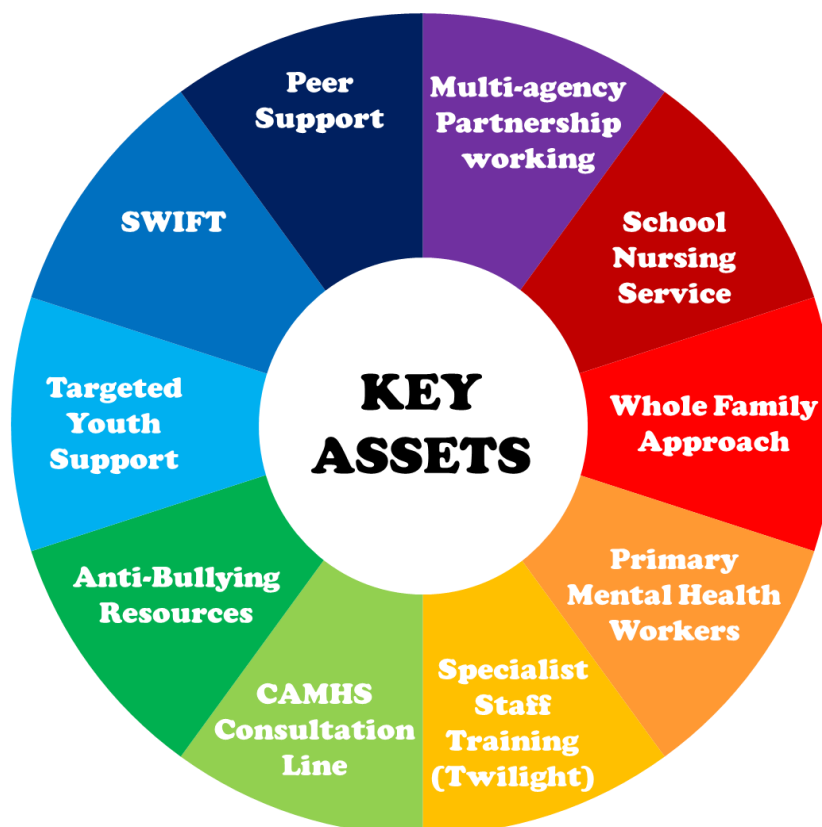 KEY
ASSETS
Multi-agency
Partnership
working
School
Nursing
Service
Whole Family
Approach
Primary
Mental Health
Workers
Specialist
Staff
Training
(Twilight)
CAMHS
Consultation
Line
Anti-Bullying
Resources
Targeted
Youth
Support
SWIFT
Peer
Support